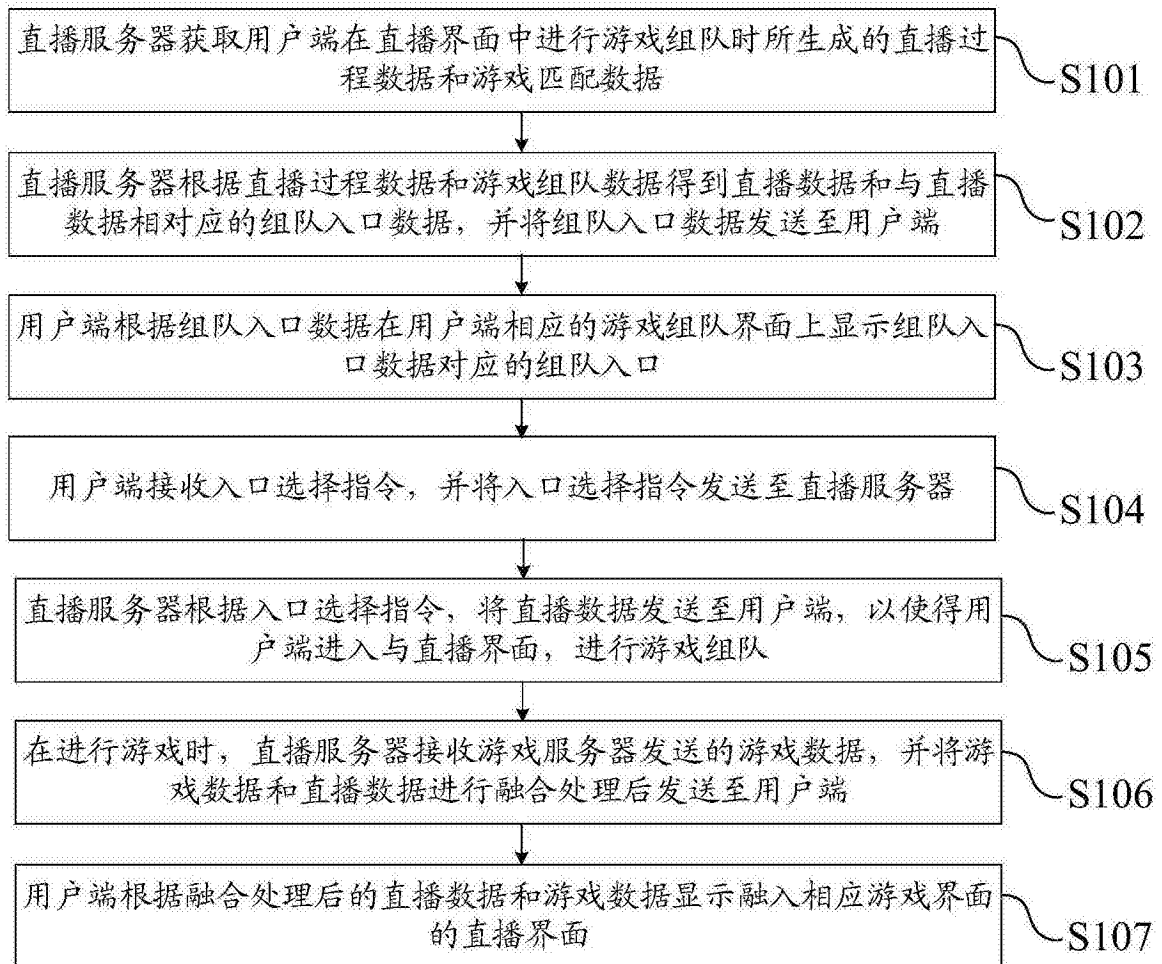 直播服务器获取用户端在直播界面中进行游戏组队时所生成的直播过
程数据和游戏匹配数据
S101
直播服务器根据直播过程数据和游戏组队数据得到直播数据和与直播
数据相对应的组队入口数据，并将组队入口数据发送至用户端
S102
用户端根据组队入口数据在用户端相应的游戏组队界面上显示组队入
口数据对应的组队入口
S103
用户端接收入口选择指令，并将入口选择指令发送至直播服务器
S104
直播服务器根据入口选择指令，将直播数据发送至用户端，以使得用
户端进入与直播界面，进行游戏组队
S105
在进行游戏时，直播服务器接收游戏服务器发送的游戏数据，并将游
戏数据和直播数据进行融合处理后发送至用户端
S106
用户端根据融合处理后的直播数据和游戏数据显示融入相应游戏界面
的直播界面
S107